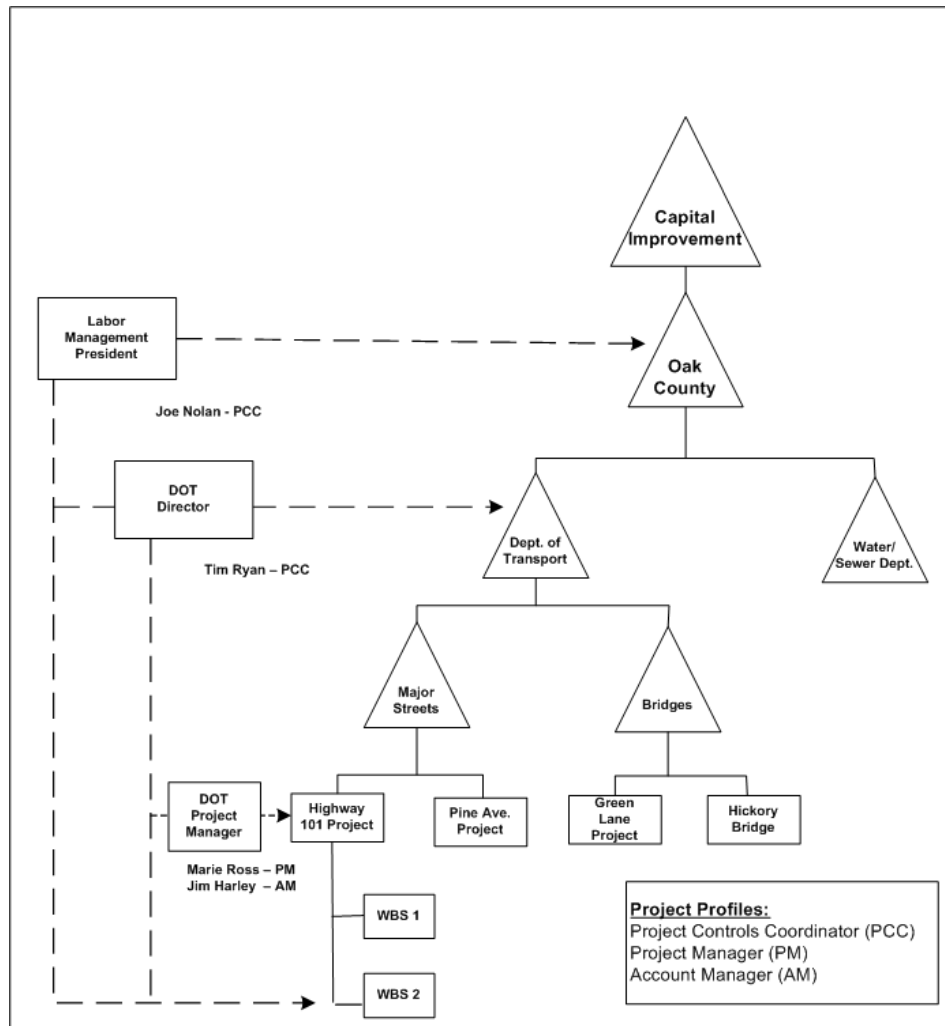 Capital
Improvement
Labor
Management
President
Oak
County
Joe Nolan - PCC
DOT
Director
Dept. of
Transport
Water/
Sewer Dept.
Tim Ryan – PCC
Major
Streets
Bridges
DOT
Project
Manager
Highway
101 Project
Pine Ave.
Project
Green
Lane
Project
Hickory
Bridge
Marie Ross – PM
Jim Harley – AM
WBS 1
WBS 2
Project Profiles:
Project Controls Coordinator (PCC)
Project Manager (PM)
Account Manager (AM)